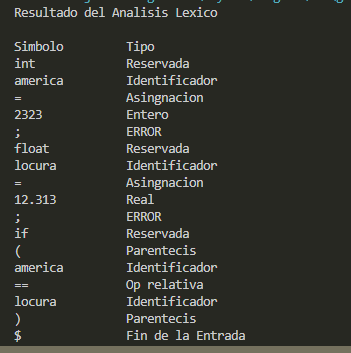 Resultado del Analisis Lexico
Simbolo Tipo
int Reservada
america Identificador
= Asingnacion
2323 Entero
; ERROR
float Reservada
locura Identificador
= Asingnacion
12.313 Real
; ERROR
if Reservada
( Parentecis
america Identificador
== Op relativa
locura Identificador
) Parentecis
$ Fin de la Entrada